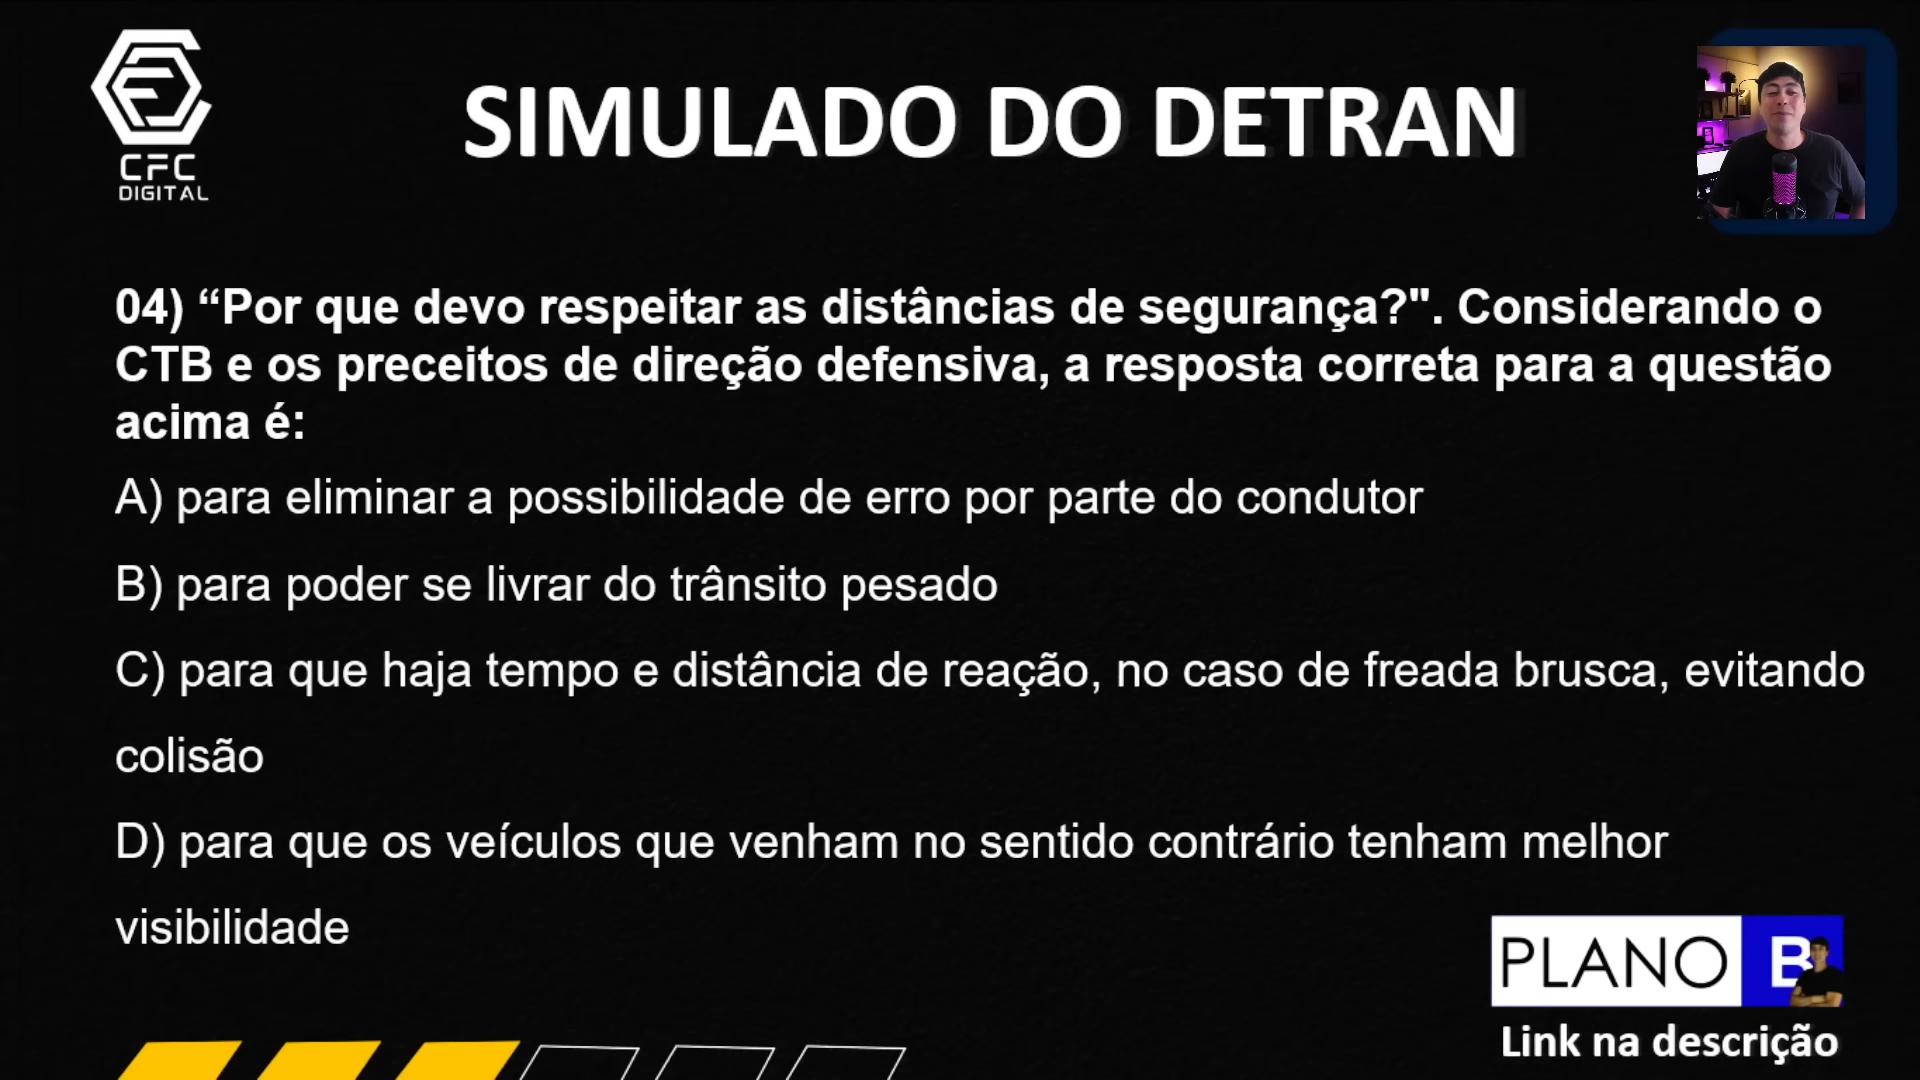 CFC
DIGITAL
SIMULADO DO DETRAN
04) “Por que devo respeitar as distâncias de segurança?". Considerando o
CTB e os preceitos de direção defensiva, a resposta correta para a questão
acima é:
A) para eliminar a possibilidade de erro por parte do condutor
B) para poder se livrar do trânsito pesado
C) para que haja tempo e distância de reação, no caso de freada brusca, evitando
colisão
D) para que os veículos que venham no sentido contrário tenham melhor
visibilidade
PLANO B
Link na descrição